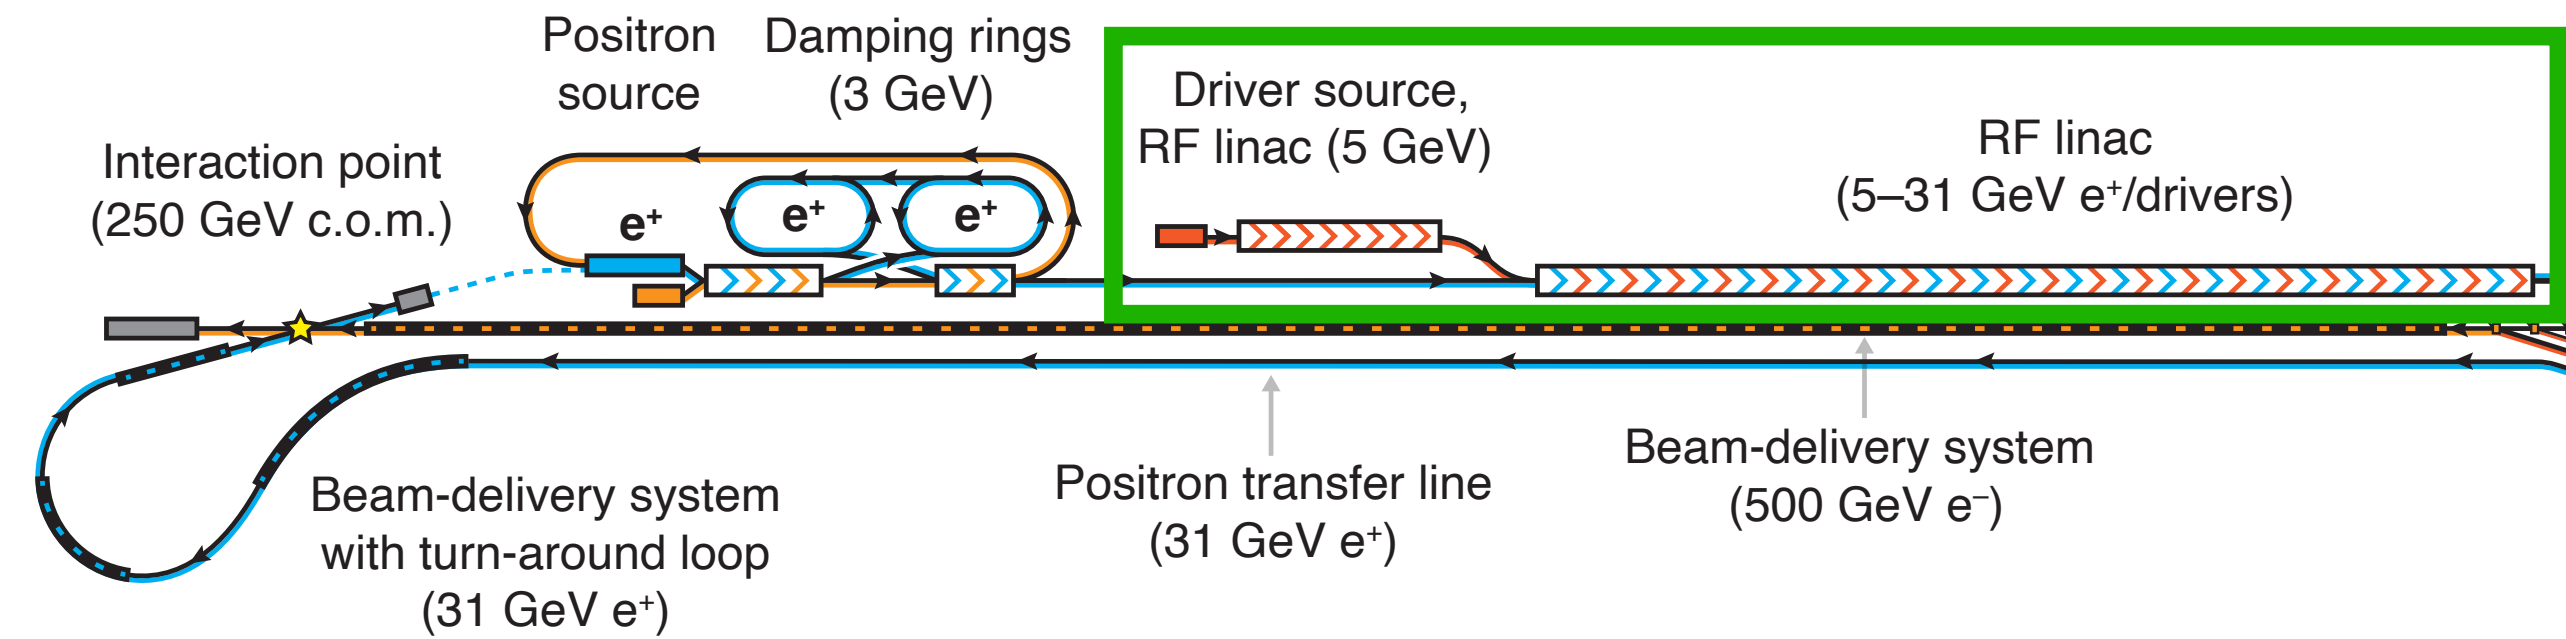 Positron
source
Damping rings
(3 GeV)
Driver source,
RF linac (5 GeV)
RF linac
(5–31 GeV e⁺/drivers)
Interaction point
(250 GeV c.o.m.)
e⁺
e⁺
e⁺
Positron transfer line
(31 GeV e⁺)
Beam-delivery system
(500 GeV e⁻)
Beam-delivery system
with turn-around loop
(31 GeV e⁺)